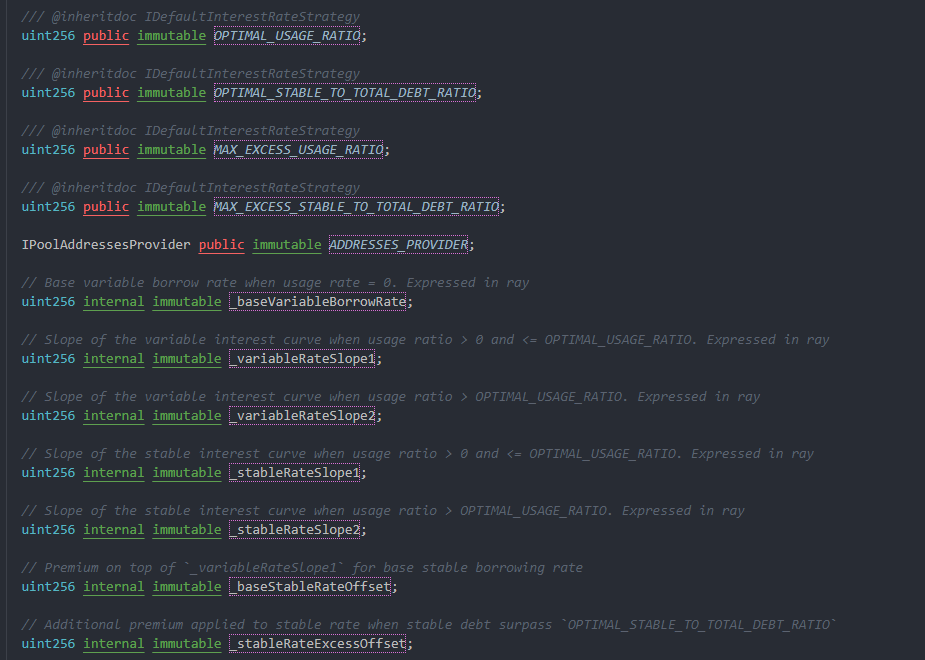 /// @inheritdoc IDefaultInterestRateStrategy
uint256 public immutable OPTIMAL_USAGE_RATIO;
/// @inheritdoc IDefaultInterestRateStrategy
uint256 public immutable OPTIMAL_STABLE_TO_TOTAL_DEBT_RATIO;
/// @inheritdoc IDefaultInterestRateStrategy
uint256 public immutable MAX_EXCESS_USAGE_RATIO;
/// @inheritdoc IDefaultInterestRateStrategy
uint256 public immutable MAX_EXCESS_STABLE_TO_TOTAL_DEBT_RATIO;
IPoolAddressesProvider public immutable ADDRESSES_PROVIDER;
// Base variable borrow rate when usage rate = 0. Expressed in ray
uint256 internal immutable _baseVariableBorrowRate;
// Slope of the variable interest curve when usage ratio > 0 and <= OPTIMAL_USAGE_RATIO. Expressed in ray
uint256 internal immutable _variableRateSlope1;
// Slope of the variable interest curve when usage ratio > OPTIMAL_USAGE_RATIO. Expressed in ray
uint256 internal immutable _variableRateSlope2;
// Slope of the stable interest curve when usage ratio > 0 and <= OPTIMAL_USAGE_RATIO. Expressed in ray
uint256 internal immutable _stableRateSlope1;
// Slope of the stable interest curve when usage ratio > OPTIMAL_USAGE_RATIO. Expressed in ray
uint256 internal immutable _stableRateSlope2;
// Premium on top of `_variableRateSlope1` for base stable borrowing rate
uint256 internal immutable _baseStableRateOffset;
// Additional premium applied to stable rate when stable debt surpass `OPTIMAL_STABLE_TO_TOTAL_DEBT_RATIO`
uint256 internal immutable _stableRateExcessOffset;